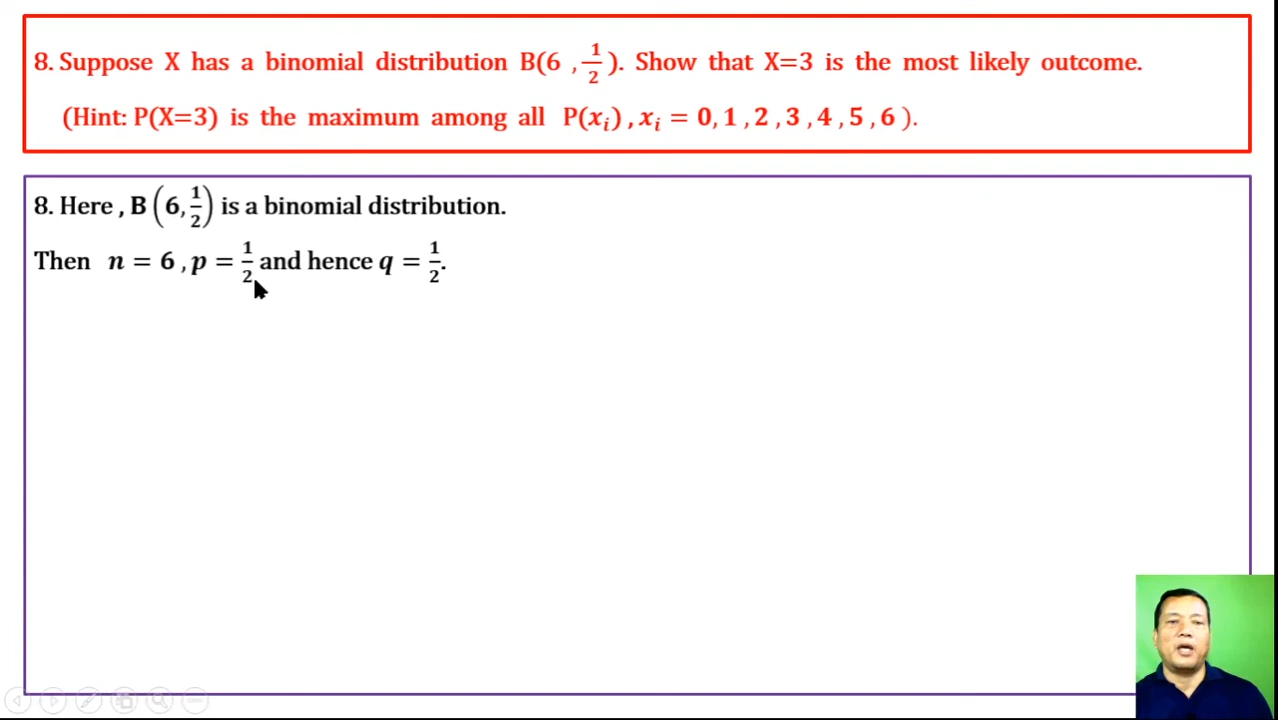 8. Suppose X has a binomial distribution B(6 , 1/2 ). Show that X=3 is the most likely outcome.
(Hint: P(X=3) is the maximum among all P(xᵢ) , xᵢ = 0, 1 , 2 , 3 , 4 , 5 , 6 ).
8. Here , B (6, 1/2) is a binomial distribution.
Then n = 6 , p = 1/2 and hence q = 1/2.